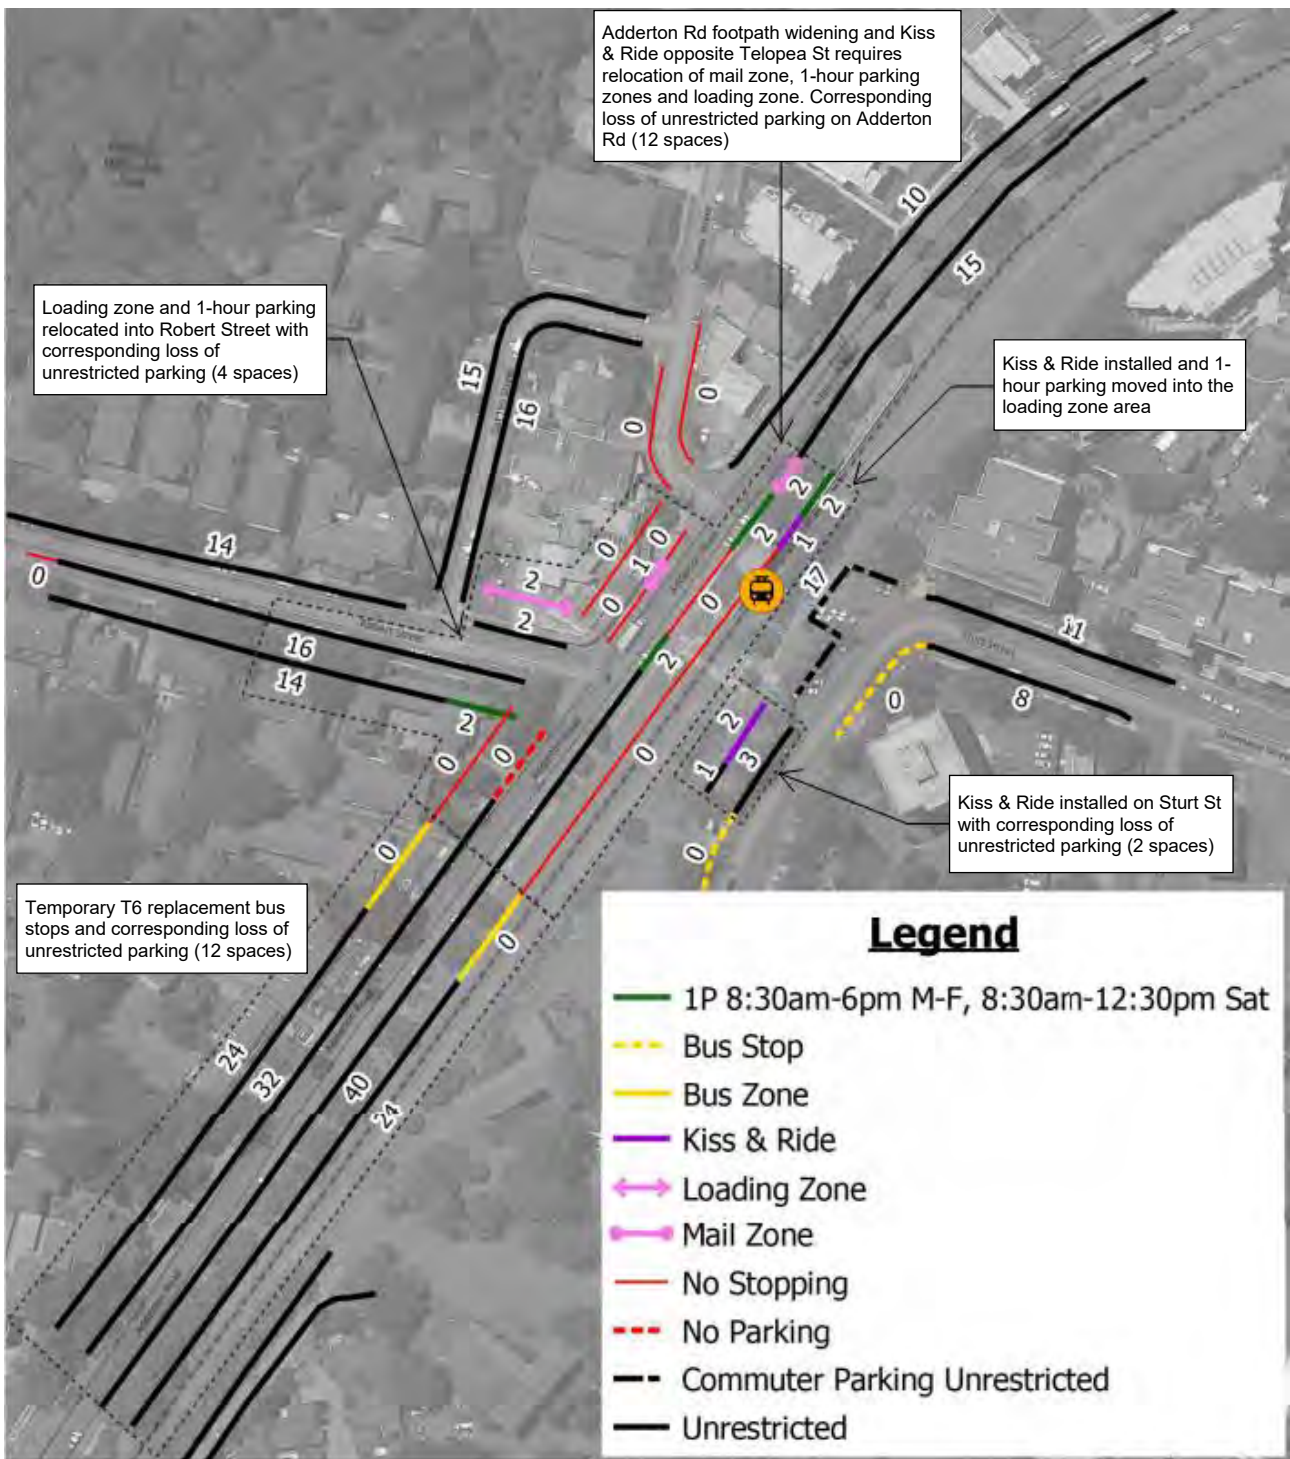 Adderton Rd footpath widening and Kiss
& Ride opposite Telopea St requires
relocation of mail zone, 1-hour parking
zones and loading zone. Corresponding
loss of unrestricted parking on Adderton
Rd (12 spaces)
10
15
Loading zone and 1-hour parking
relocated into Robert Street with
corresponding loss of
unrestricted parking (4 spaces)
Kiss & Ride installed and 1-
hour parking moved into the
loading zone area
15
16
0
0
2
2
2
1
14
0
2
2
0
1
0
0
0
17
11
Robert Street
16
14
2
2
Sturt Street
0
8
0
0
0
2
1
3
Kiss & Ride installed on Sturt St
with corresponding loss of
unrestricted parking (2 spaces)
0
0
0
Temporary T6 replacement bus
stops and corresponding loss of
unrestricted parking (12 spaces)
24
32
40
24
Legend
1P 8:30am-6pm M-F, 8:30am-12:30pm Sat
Bus Stop
Bus Zone
Kiss & Ride
Loading Zone
Mail Zone
No Stopping
No Parking
Commuter Parking Unrestricted
Unrestricted